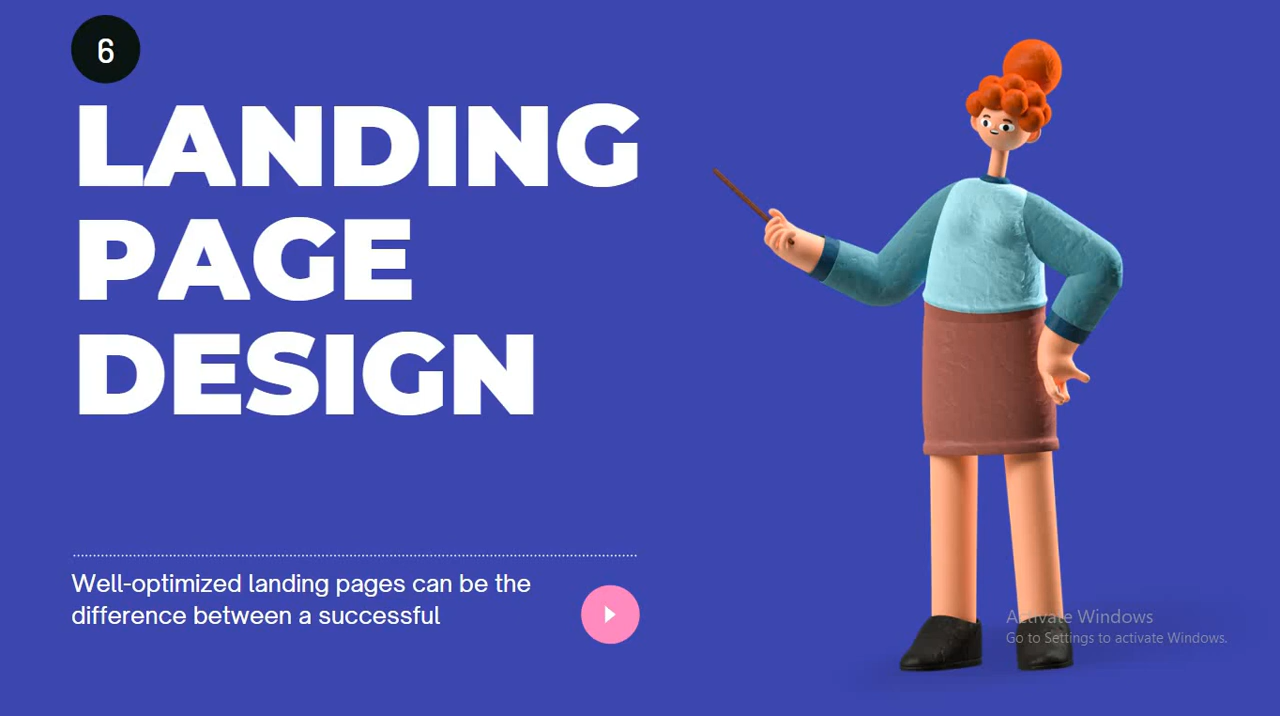 6
LANDING
PAGE
DESIGN
Well-optimized landing pages can be the
difference between a successful
Activate Windows
Go to Settings to activate Windows.